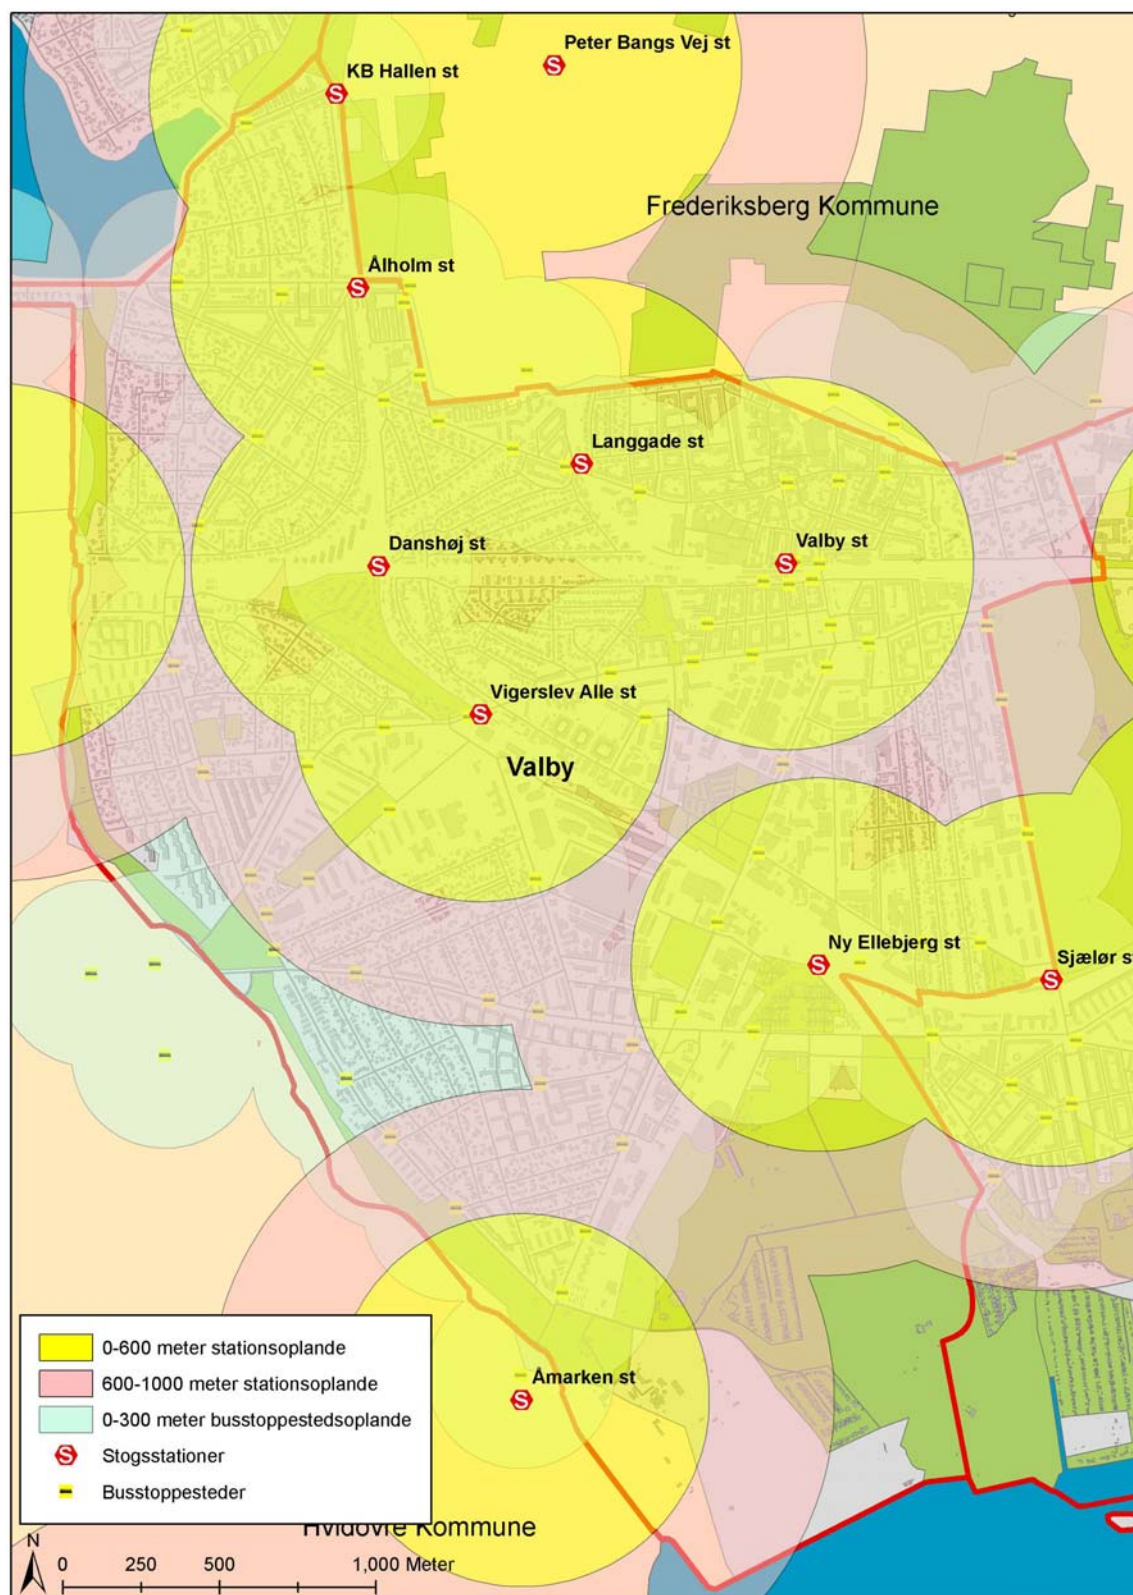 Peter Bangs Vej st
KB Hallen st
Frederiksberg Kommune
Ålholm st
Langgade st
Danshøj st
Valby st
Vigerslev Alle st
Valby
Ny Ellebjerg st
Sjælør st
Åmarken st
0-600 meter stationsoplande
600-1000 meter stationsoplande
0-300 meter busstoppestedsoplande
S Stogsstationer
Busstoppesteder
Hvidovre Kommune
N
0 250 500 1,000 Meter